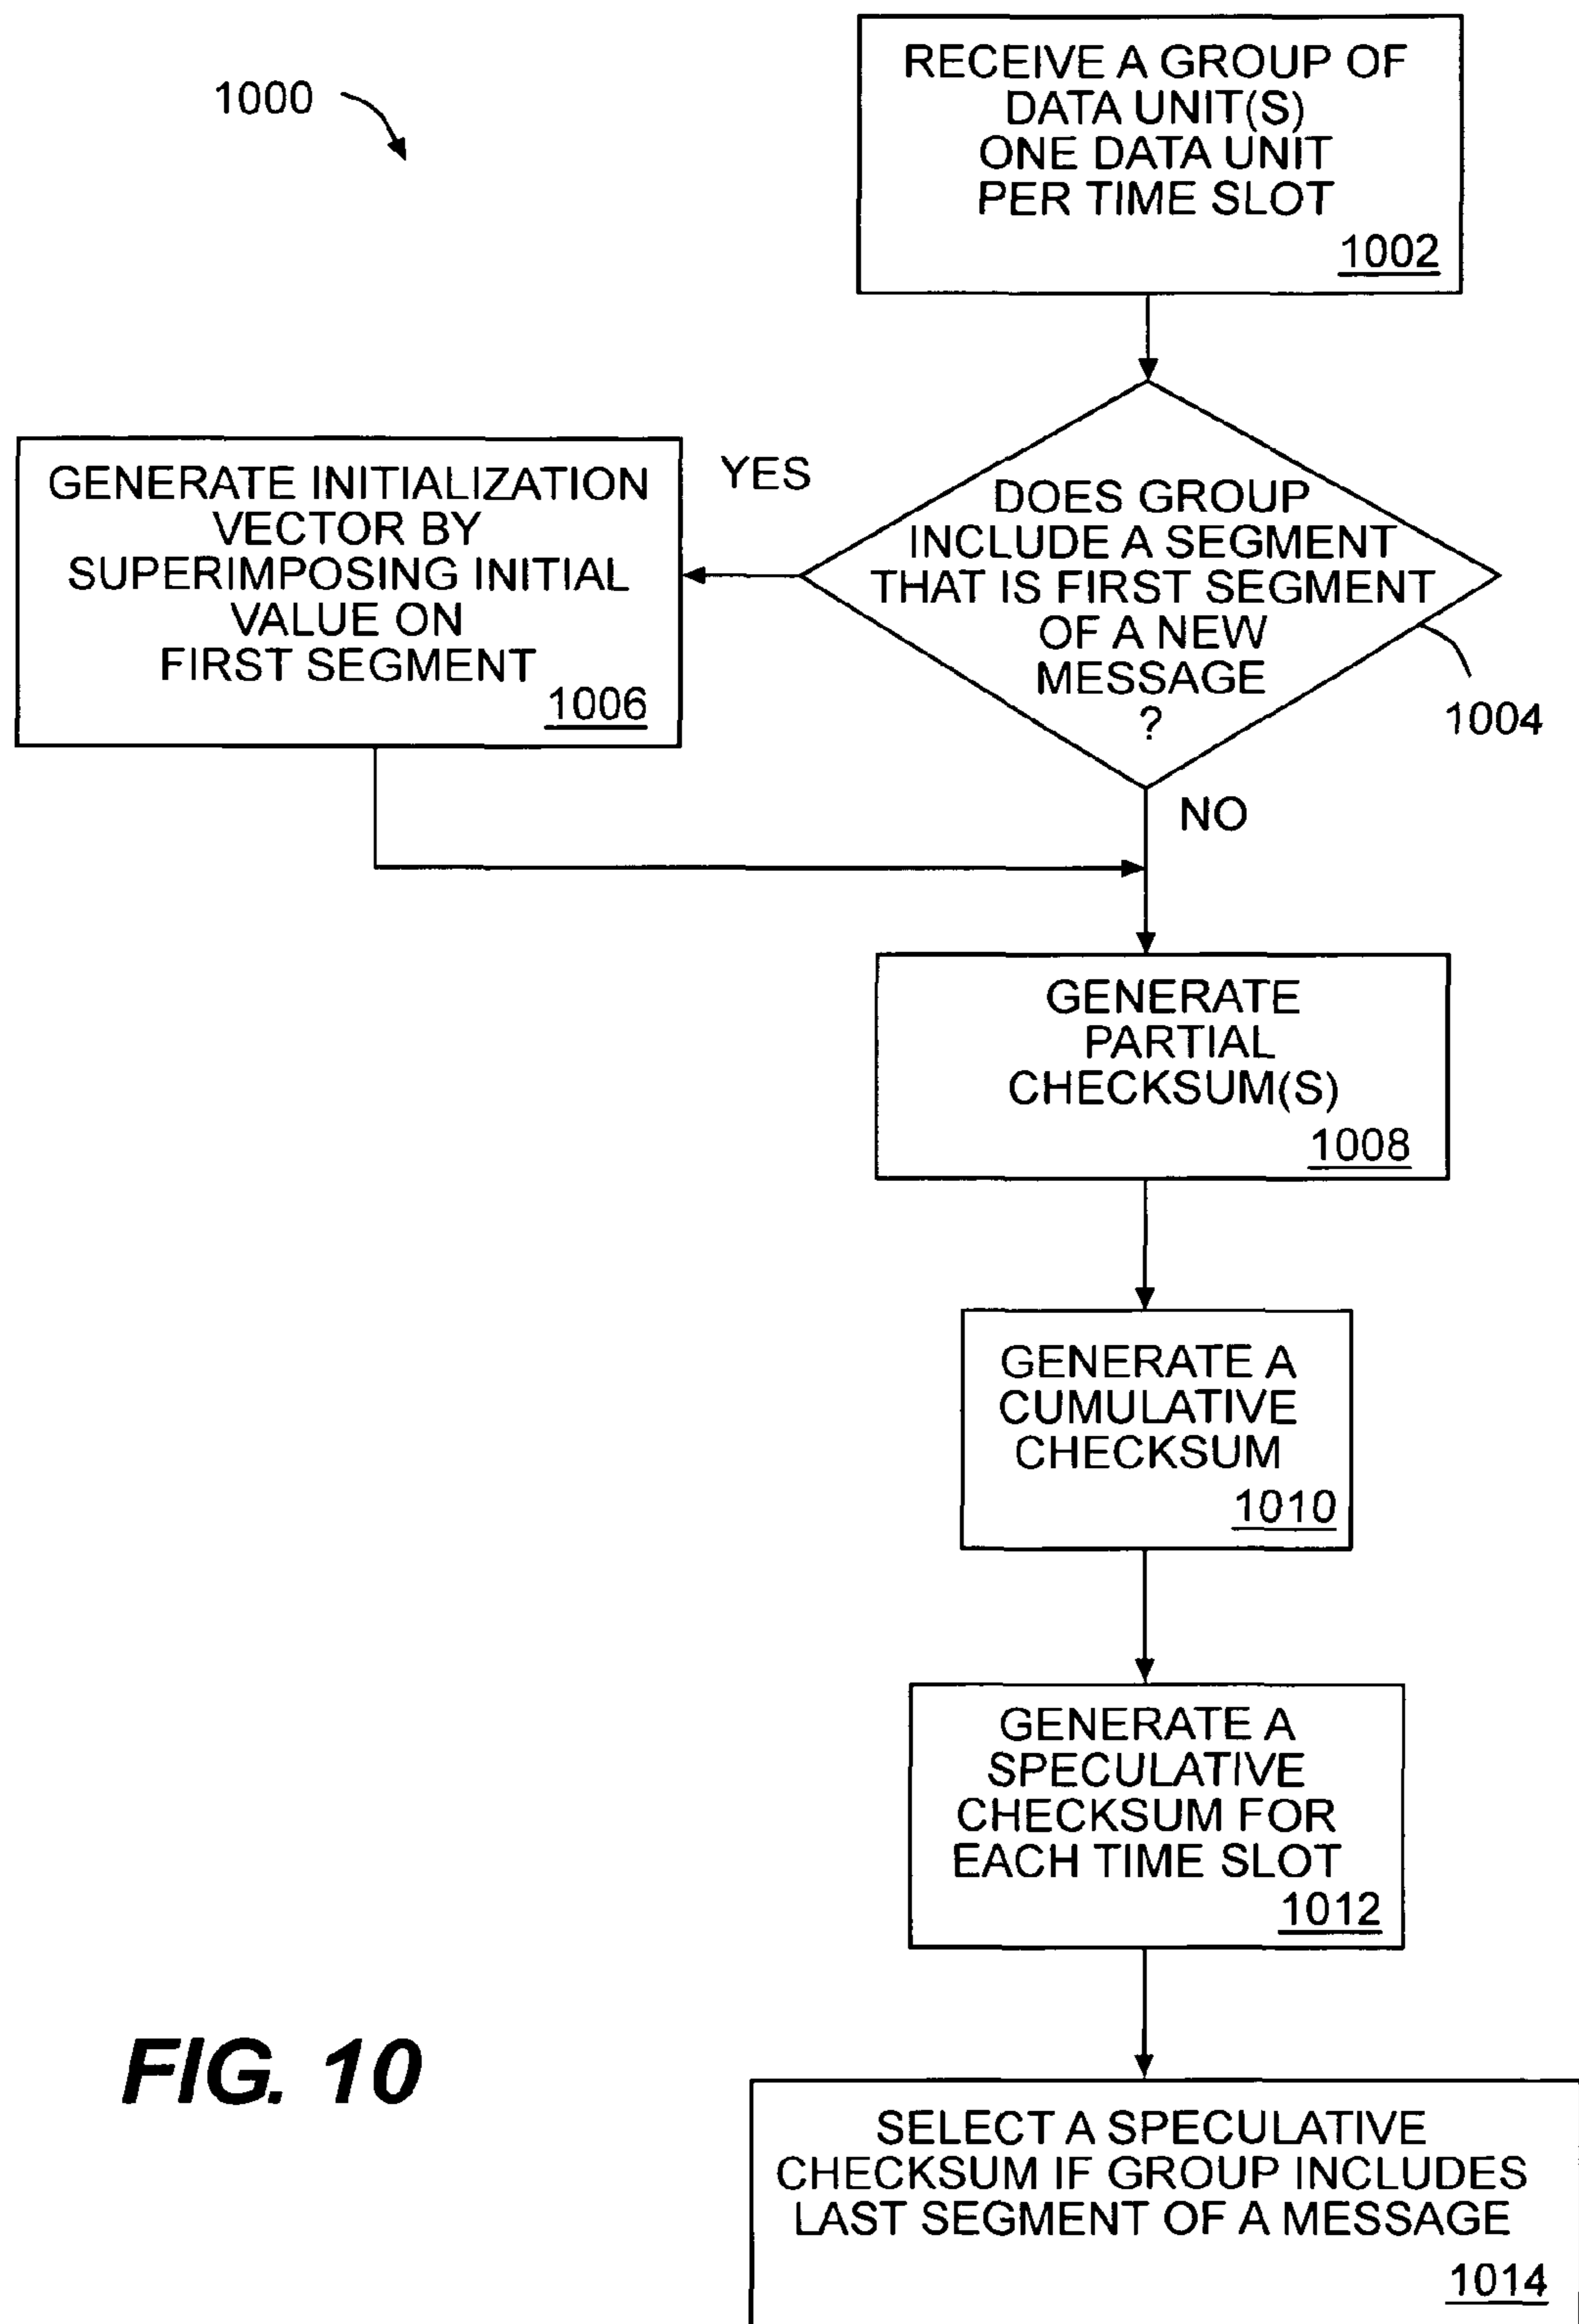 1000
RECEIVE A GROUP OF
DATA UNIT(S)
ONE DATA UNIT
PER TIME SLOT
1002
DOES GROUP
INCLUDE A SEGMENT
THAT IS FIRST SEGMENT
OF A NEW
MESSAGE
?
1004
YES
GENERATE INITIALIZATION
VECTOR BY
SUPERIMPOSING INITIAL
VALUE ON
FIRST SEGMENT
1006
NO
GENERATE
PARTIAL
CHECKSUM(S)
1008
GENERATE A
CUMULATIVE
CHECKSUM
1010
GENERATE A
SPECULATIVE
CHECKSUM FOR
EACH TIME SLOT
1012
SELECT A SPECULATIVE
CHECKSUM IF GROUP INCLUDES
LAST SEGMENT OF A MESSAGE
1014
FIG. 10